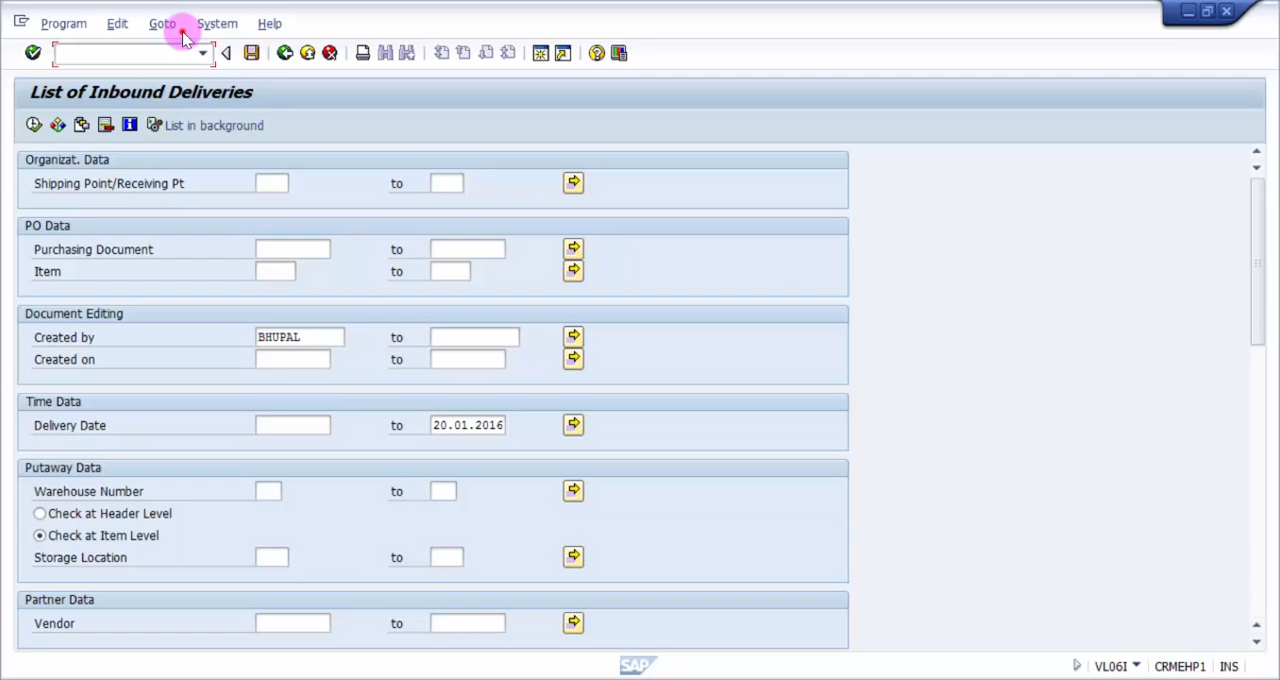 Program Edit Goto System Help
List of Inbound Deliveries
List in background
Organizat. Data
Shipping Point/Receiving Pt to
PO Data
Purchasing Document to
Item to
Document Editing
Created by BHUPAL to
Created on to
Time Data
Delivery Date to 20.01.2016
Putaway Data
Warehouse Number to
Check at Header Level
Check at Item Level
Storage Location to
Partner Data
Vendor to
SAP VL06I CRMEHP1 INS